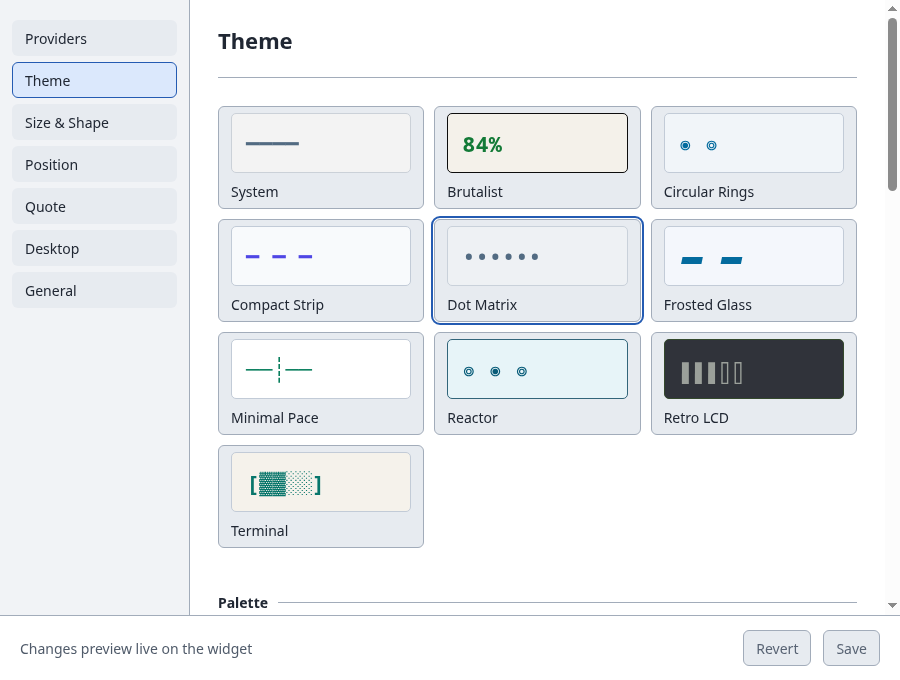 Providers
Theme
Size & Shape
Position
Quote
Desktop
General
Theme
System
84%
Brutalist
Circular Rings
Compact Strip
Dot Matrix
Frosted Glass
Minimal Pace
Reactor
Retro LCD
[▓▓░░]
Terminal
Palette
Changes preview live on the widget
Revert
Save